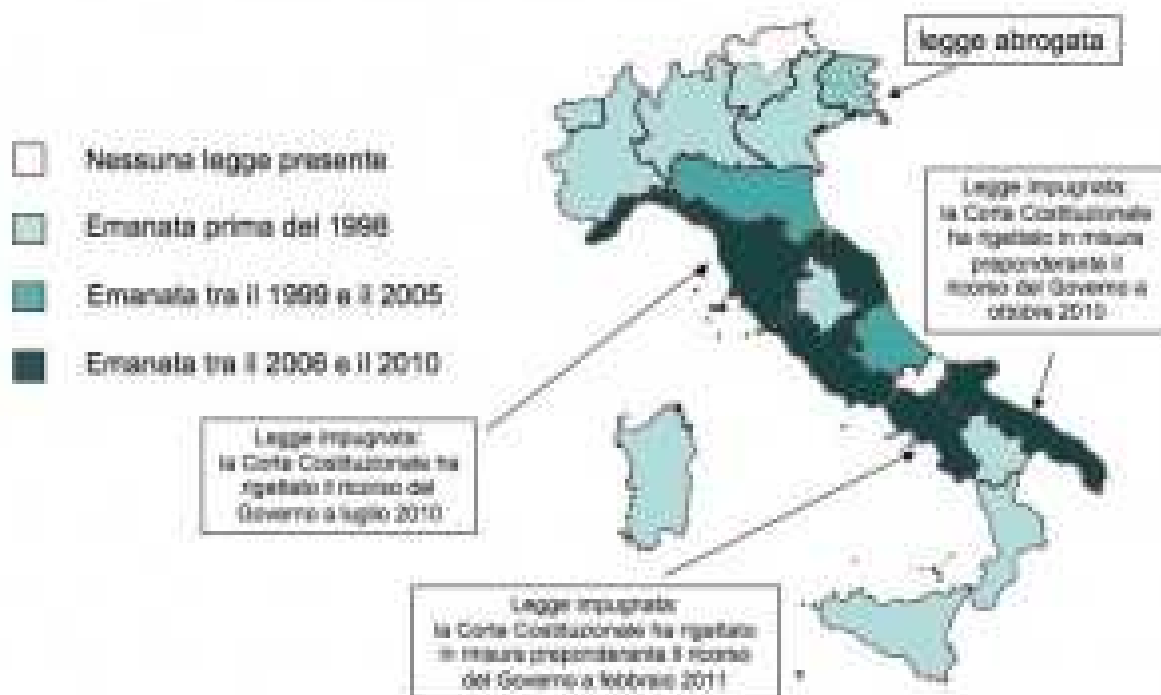 legge abrogata
Nessuna legge presente
Emanata prima del 1998
Emanata tra il 1999 e il 2005
Emanata tra il 2006 e il 2010
Legge impugnata:
la Corte Costituzionale
ha rigettato in misura
preponderante il
ricorso del Governo a
ottobre 2010
Legge impugnata:
la Corte Costituzionale ha
rigettato il ricorso del
Governo a luglio 2010
Legge impugnata:
la Corte Costituzionale ha rigettato
in misura preponderante il ricorso
del Governo a febbraio 2011